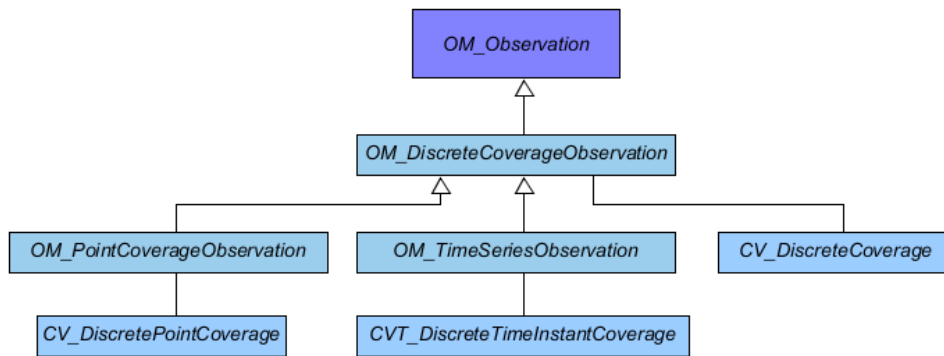 OM_Observation
OM_DiscreteCoverageObservation
OM_PointCoverageObservation
OM_TimeSeriesObservation
CV_DiscreteCoverage
CV_DiscretePointCoverage
CVT_DiscreteTimeInstantCoverage